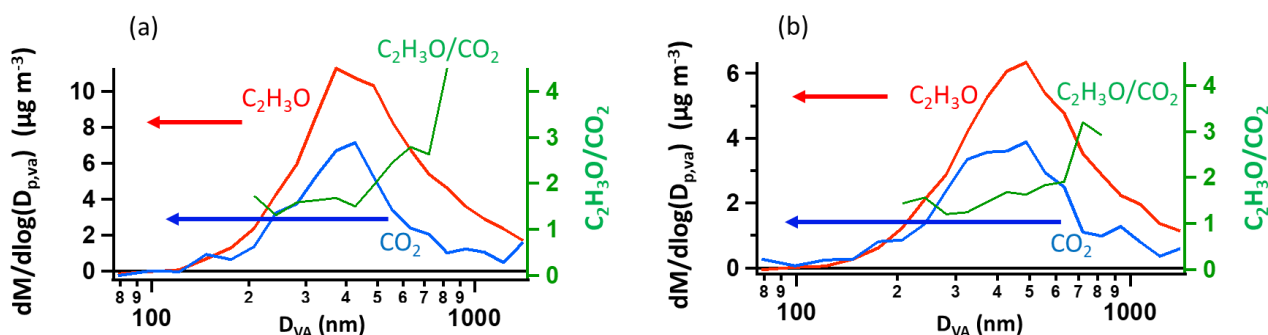 (a)
dM/dlog(Dp,va) (µg m⁻³)
10
8
6
4
2
0
C₂H₃O
C₂H₃O/CO₂
CO₂
4
3
2
1
0
C₂H₃O/CO₂
8 9 100 2 3 4 5 6 7 8 9 1000
D_VA (nm)
(b)
dM/dlog(Dp,va) (µg m⁻³)
6
4
2
0
C₂H₃O
C₂H₃O/CO₂
CO₂
4
3
2
1
0
C₂H₃O/CO₂
8 9 100 2 3 4 5 6 7 8 9 1000
D_VA (nm)